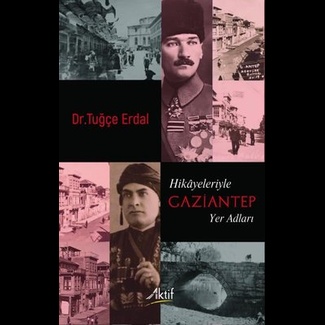 Dr.Tuğçe Erdal
Hikâyeleriyle
GAZİANTEP
Yer Adları
Aktif